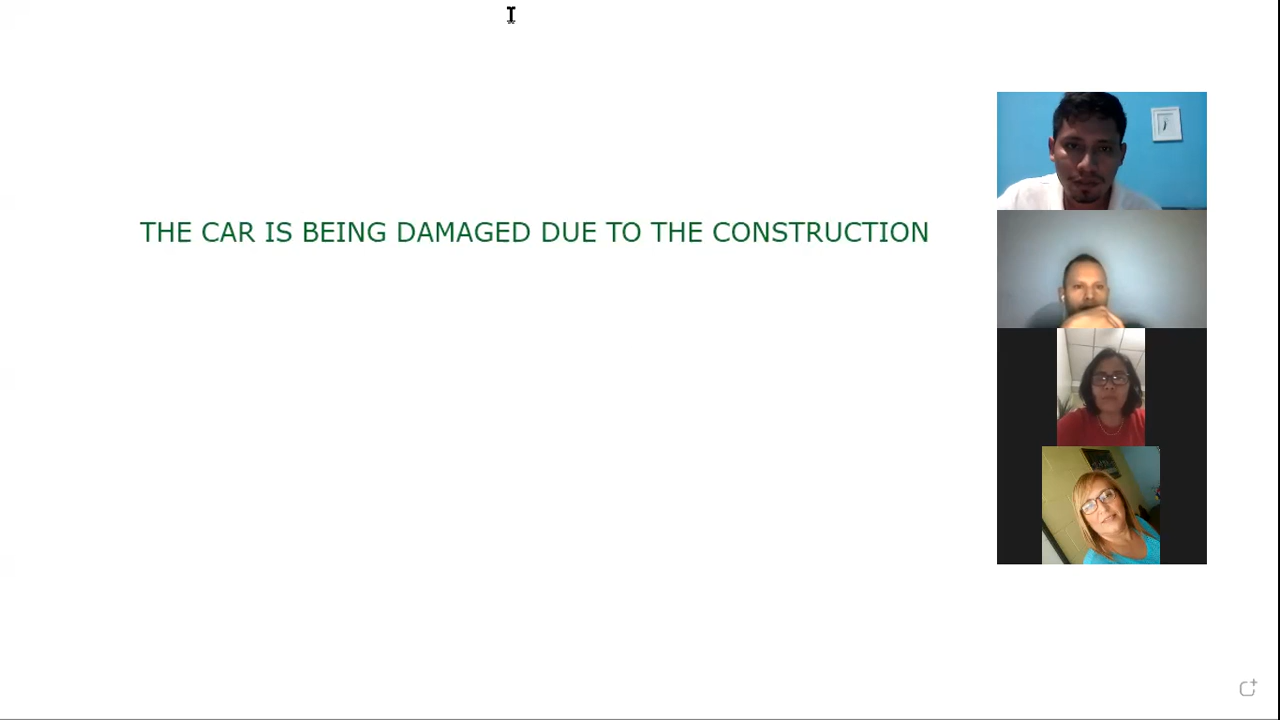 THE CAR IS BEING DAMAGED DUE TO THE CONSTRUCTION